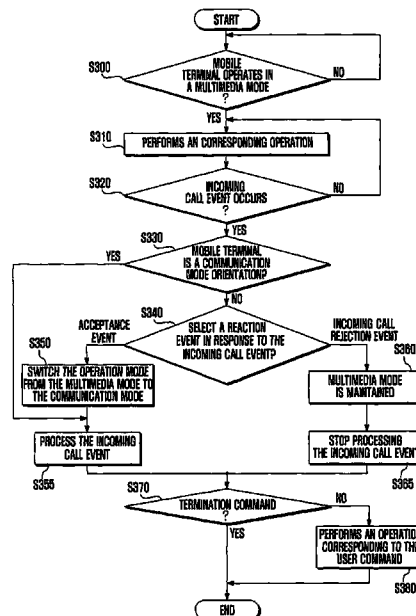 START
S300
MOBILE
TERMINAL OPERATES IN
A MULTIMEDIA MODE
?
NO
YES
S310
PERFORMS AN CORRESPONDING OPERATION
S320
INCOMING
CALL EVENT OCCURS
?
NO
YES
S330
YES
MOBILE TERMINAL
IS A COMMUNICATION
MODE ORIENTATION?
NO
S340
ACCEPTANCE
EVENT
SELECT A REACTION
EVENT IN RESPONSE TO THE
INCOMING CALL EVENT?
INCOMING CALL
REJECTION EVENT
S350
SWITCH THE OPERATION MODE
FROM THE MULTIMEDIA MODE TO
THE COMMUNICATION MODE
S360
MULTIMEDIA MODE
IS MAINTAINED
PROCESS THE INCOMING
CALL EVENT
S355
STOP PROCESSING
THE INCOMING CALL EVENT
S365
S370
TERMINATION COMMAND
?
NO
YES
PERFORMS AN OPERATION
CORRESPONDING TO THE
USER COMMAND
S380
END